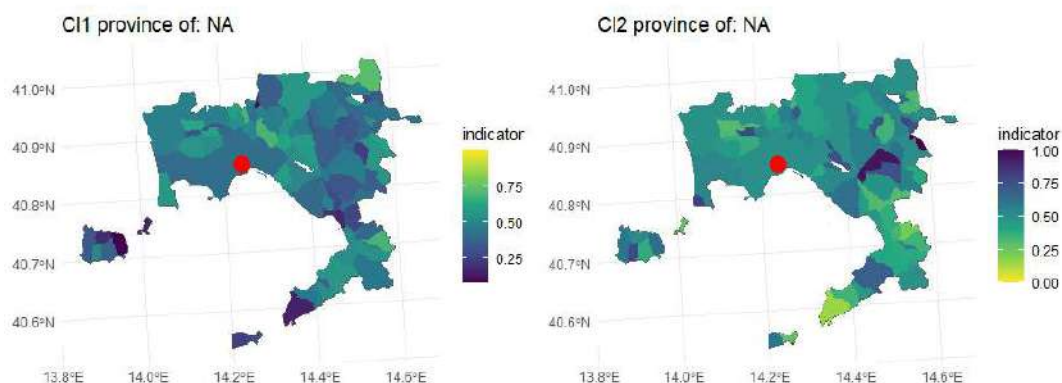 CI1 province of: NA
41.0°N
40.9°N
40.8°N
40.7°N
40.6°N
13.8°E 14.0°E 14.2°E 14.4°E 14.6°E
indicator
0.75
0.50
0.25
CI2 province of: NA
41.0°N
40.9°N
40.8°N
40.7°N
40.6°N
13.8°E 14.0°E 14.2°E 14.4°E 14.6°E
indicator
1.00
0.75
0.50
0.25
0.00